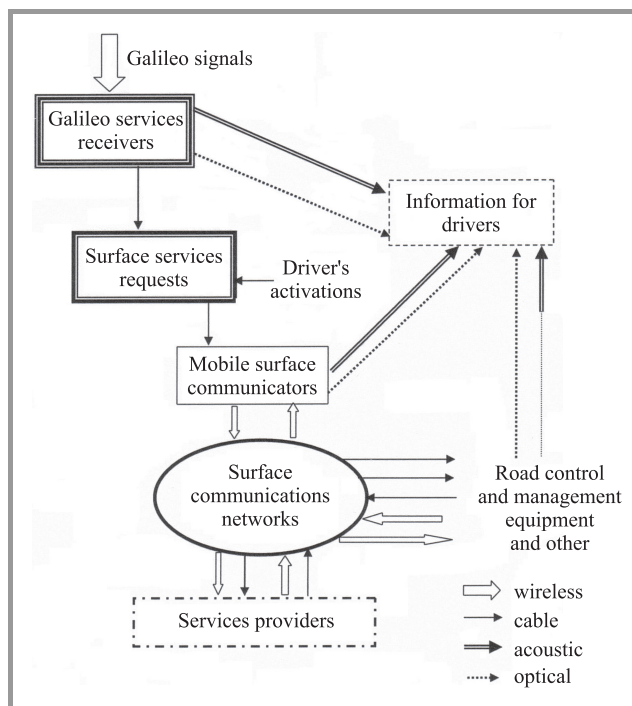 Galileo signals
Galileo services
receivers
Information for
drivers
Surface services
requests
Driver's
activations
Mobile surface
communicators
Surface
communications
networks
Road control
and management
equipment
and other
Services providers
wireless
cable
acoustic
optical